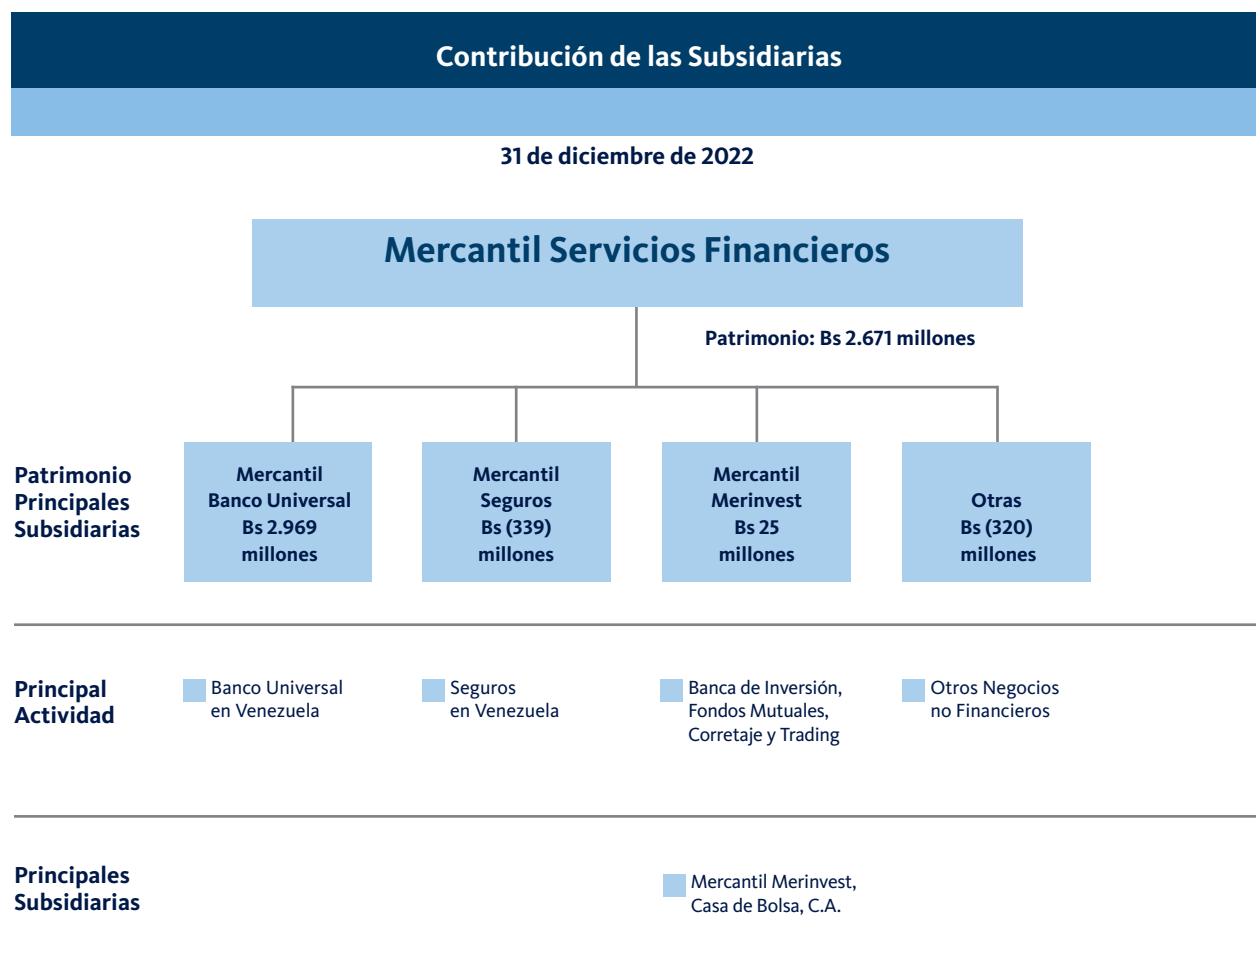 Contribución de las Subsidiarias
31 de diciembre de 2022
Mercantil Servicios Financieros
Patrimonio: Bs 2.671 millones
Patrimonio
Principales
Subsidiarias
Mercantil
Banco Universal
Bs 2.969
millones
Mercantil
Seguros
Bs (339)
millones
Mercantil
Merinvest
Bs 25
millones
Otras
Bs (320)
millones
Principal
Actividad
Banco Universal
en Venezuela
Seguros
en Venezuela
Banca de Inversión,
Fondos Mutuales,
Corretaje y Trading
Otros Negocios
no Financieros
Principales
Subsidiarias
Mercantil Merinvest,
Casa de Bolsa, C.A.